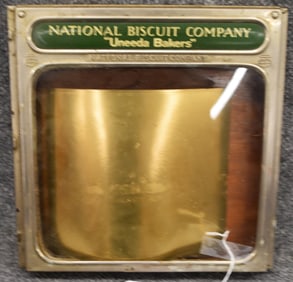 NATIONAL BISCUIT COMPANY
"Uneeda Bakers"
NATIONAL BISCUIT COMPANY